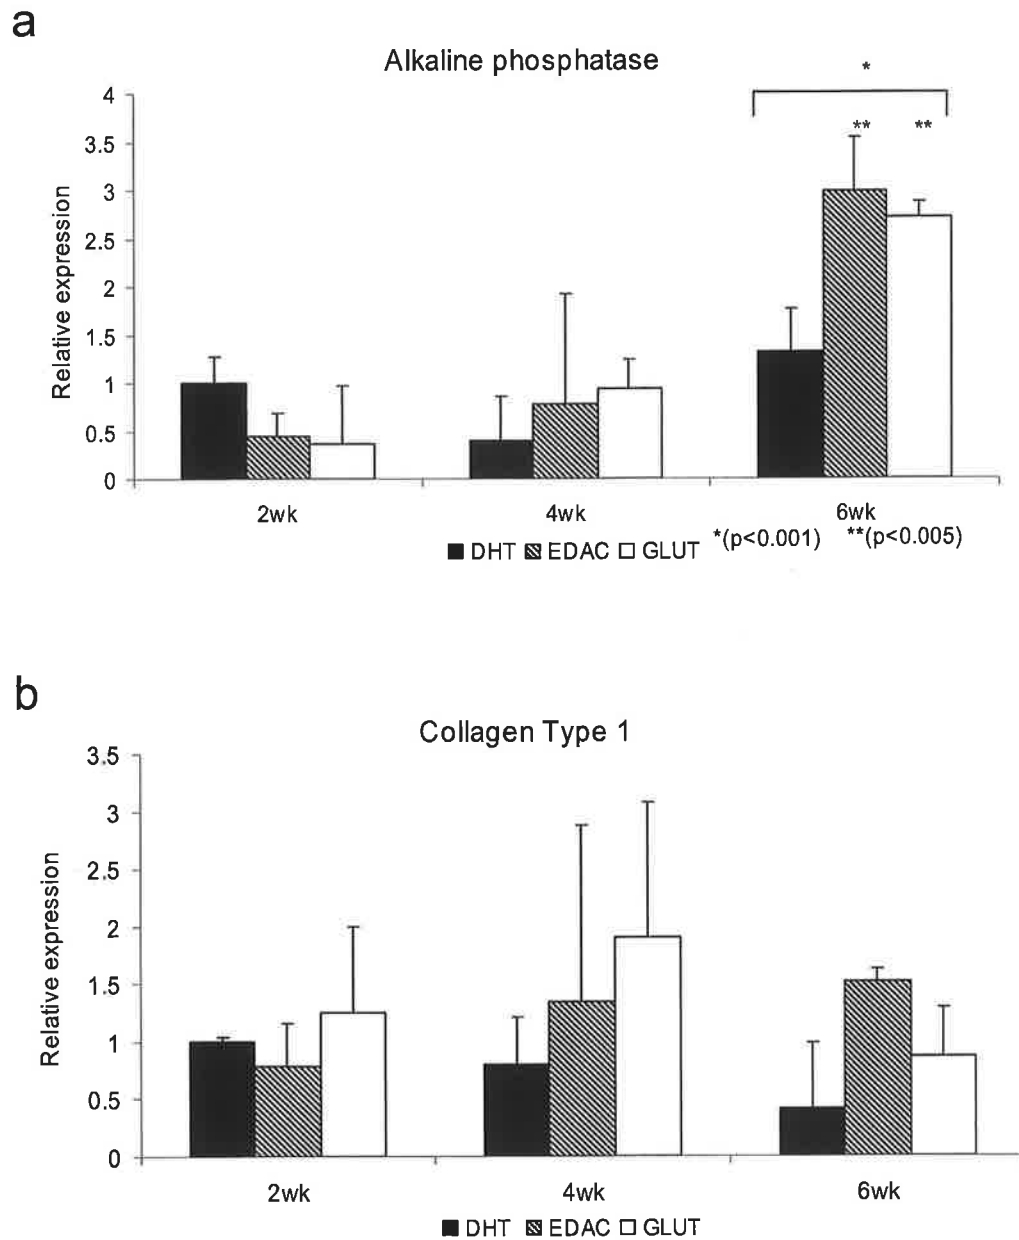 a
Alkaline phosphatase
*
** **
4
3.5
3
2.5
2
1.5
1
0.5
0
Relative expression
2wk 4wk 6wk
DHT EDAC GLUT *(p<0.001) **(p<0.005)
b
Collagen Type 1
3.5
3
2.5
2
1.5
1
0.5
0
Relative expression
2wk 4wk 6wk
DHT EDAC GLUT